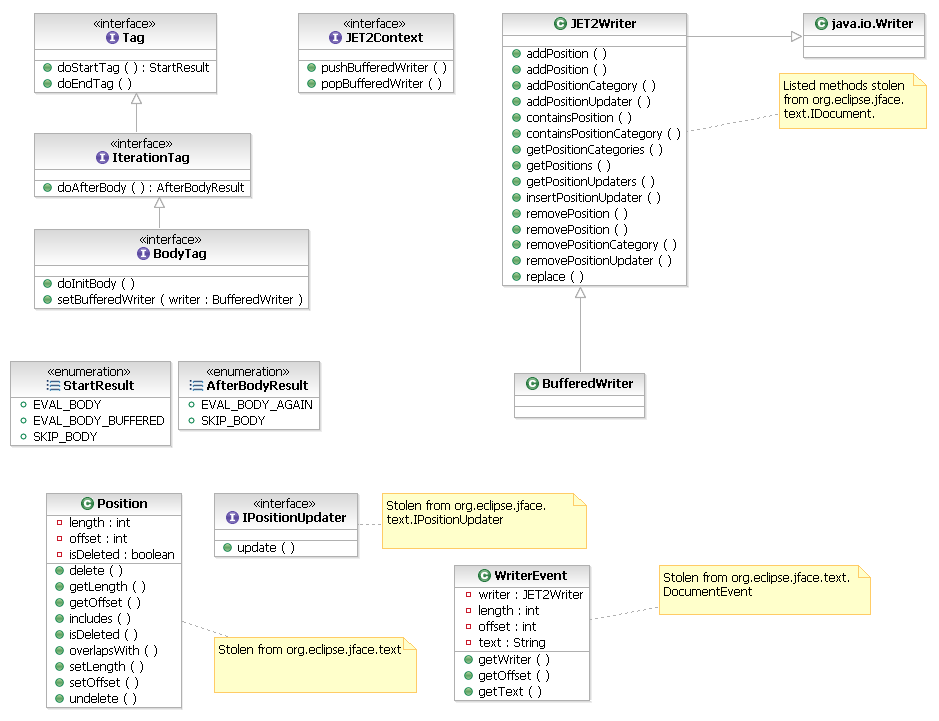 «interface»
Tag
doStartTag ( ) : StartResult
doEndTag ( )
«interface»
JET2Context
pushBufferedWriter ( )
popBufferedWriter ( )
JET2Writer
addPosition ( )
addPosition ( )
addPositionCategory ( )
addPositionUpdater ( )
containsPosition ( )
containsPositionCategory ( )
getPositionCategories ( )
getPositions ( )
getPositionUpdaters ( )
insertPositionUpdater ( )
removePosition ( )
removePosition ( )
removePositionCategory ( )
removePositionUpdater ( )
replace ( )
java.io.Writer
Listed methods stolen
from org.eclipse.jface.
text.IDocument.
«interface»
IterationTag
doAfterBody ( ) : AfterBodyResult
«interface»
BodyTag
doInitBody ( )
setBufferedWriter ( writer : BufferedWriter )
«enumeration»
StartResult
EVAL_BODY
EVAL_BODY_BUFFERED
SKIP_BODY
«enumeration»
AfterBodyResult
EVAL_BODY_AGAIN
SKIP_BODY
BufferedWriter
Position
length : int
offset : int
isDeleted : boolean
delete ( )
getLength ( )
getOffset ( )
includes ( )
isDeleted ( )
overlapsWith ( )
setLength ( )
setOffset ( )
undelete ( )
«interface»
IPositionUpdater
update ( )
Stolen from org.eclipse.jface.
text.IPositionUpdater
Stolen from org.eclipse.jface.text
WriterEvent
writer : JET2Writer
length : int
offset : int
text : String
getWriter ( )
getOffset ( )
getText ( )
Stolen from org.eclipse.jface.text.
DocumentEvent